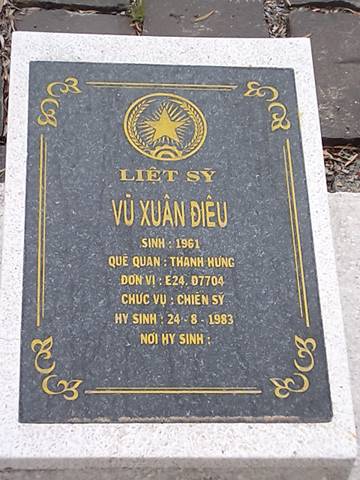 LIỆT SỸ
VŨ XUÂN ĐIỀU
SINH : 1961
QUÊ QUÁN : THANH HƯNG
ĐƠN VỊ : E24. Đ7704
CHỨC VỤ : CHIẾN SỸ
HY SINH : 24 - 8 - 1983
NƠI HY SINH :